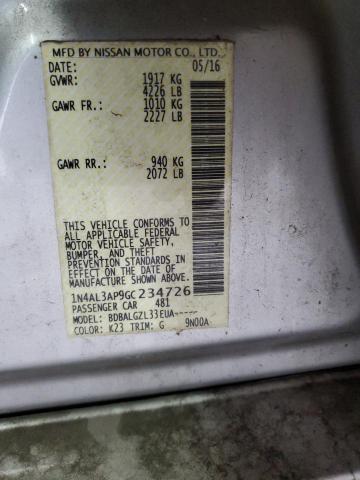 MFD BY NISSAN MOTOR CO., LTD.
DATE: 05/16
GVWR: 1917 KG
4226 LB
GAWR FR.: 1010 KG
2227 LB
GAWR RR.: 940 KG
2072 LB
THIS VEHICLE CONFORMS TO
ALL APPLICABLE FEDERAL
MOTOR VEHICLE SAFETY,
BUMPER, AND THEFT
PREVENTION STANDARDS IN
EFFECT ON THE DATE OF
MANUFACTURE SHOWN ABOVE.
1N4AL3AP9GC234726
PASSENGER CAR 481
MODEL: BDBALGZL33EUA-----
COLOR: K23 TRIM: G 9N00A